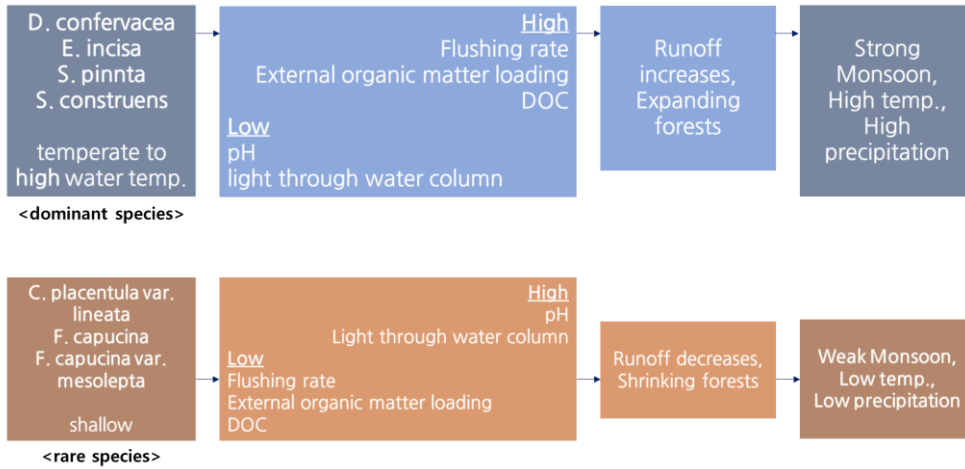 D. confervacea
E. incisa
S. pinnta
S. construens
temperate to
high water temp.
<dominant species>
High
Flushing rate
External organic matter loading
DOC
Low
pH
light through water column
Runoff
increases,
Expanding
forests
Strong
Monsoon,
High temp.,
High
precipitation
C. placentula var.
lineata
F. capucina
F. capucina var.
mesolepta
shallow
<rare species>
High
pH
Light through water column
Low
Flushing rate
External organic matter loading
DOC
Runoff decreases,
Shrinking forests
Weak Monsoon,
Low temp.,
Low precipitation